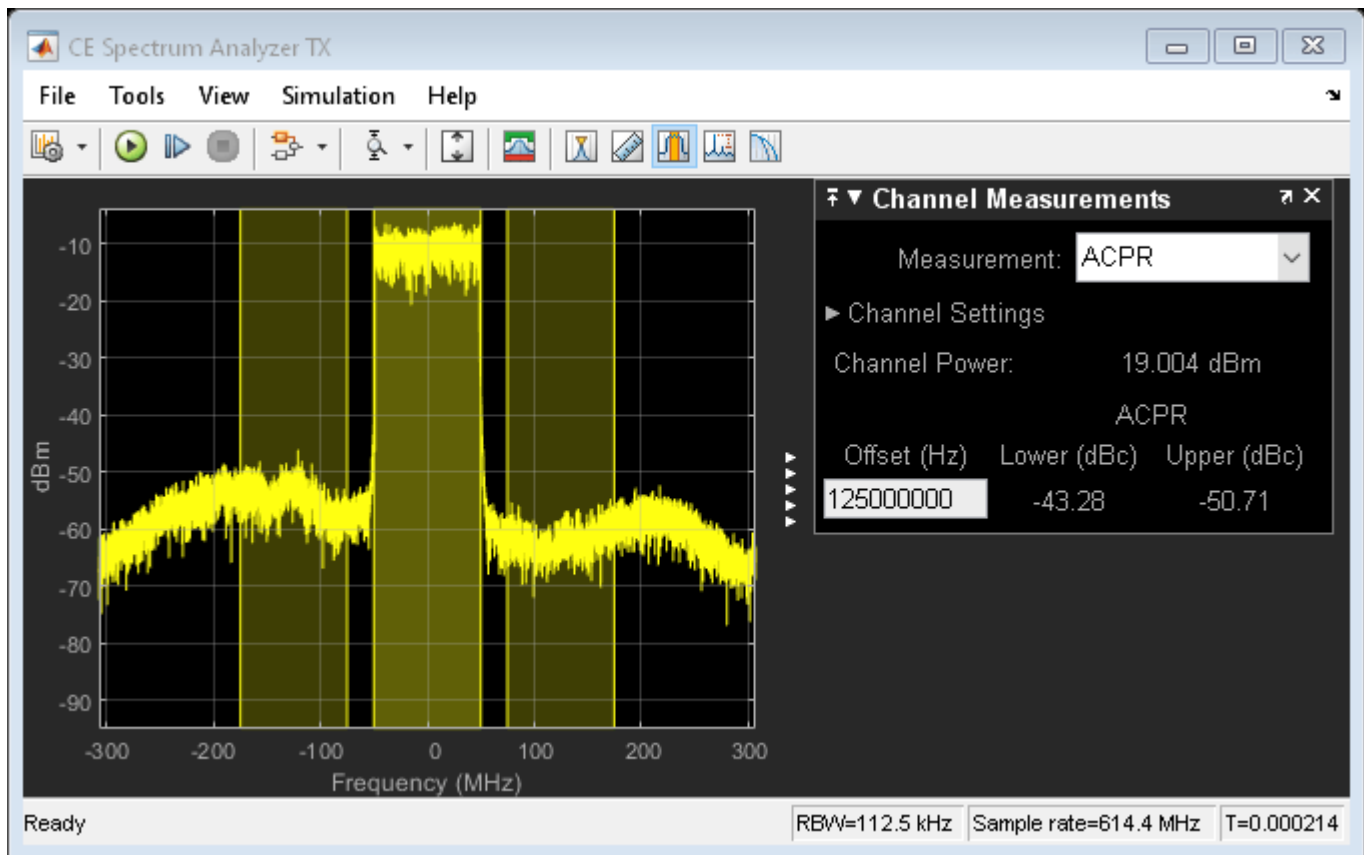 CE Spectrum Analyzer TX
File Tools View Simulation Help
Channel Measurements
Measurement: ACPR
Channel Settings
Channel Power: 19.004 dBm
ACPR
Offset (Hz) Lower (dBc) Upper (dBc)
125000000 -43.28 -50.71
-10
-20
-30
-40
-50
-60
-70
-80
-90
dBm
-300 -200 -100 0 100 200 300
Frequency (MHz)
Ready RBW=112.5 kHz Sample rate=614.4 MHz T=0.000214